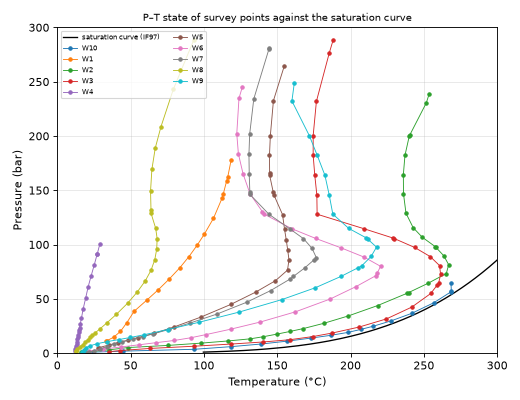 P–T state of survey points against the saturation curve
300
250
200
150
100
50
0
Pressure (bar)
saturation curve (IF97)
W10
W1
W2
W3
W4
W5
W6
W7
W8
W9
0
50
100
150
200
250
300
Temperature (°C)